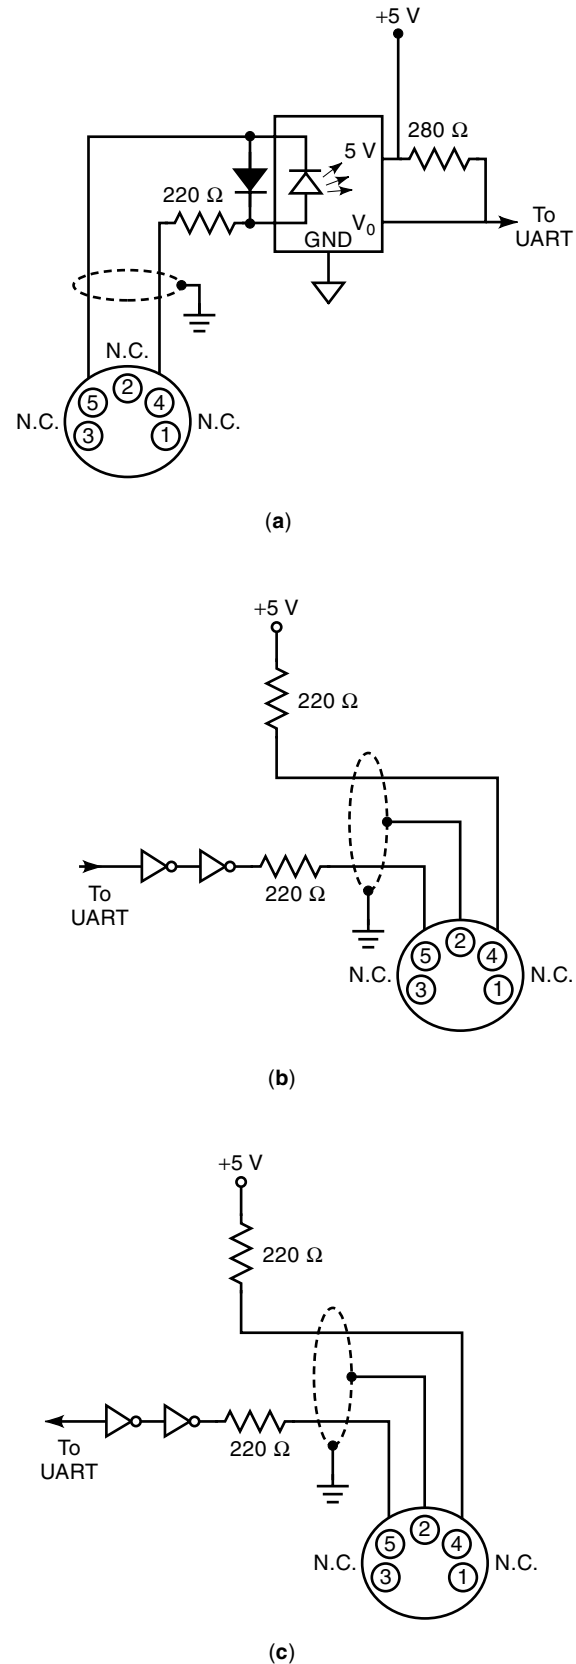 +5 V
280 Ω
5 V
220 Ω
V0
To
UART
GND
N.C.
2
5
4
N.C.
N.C.
3
1
(a)
+5 V
220 Ω
To
UART
220 Ω
2
5
4
N.C.
N.C.
3
1
(b)
+5 V
220 Ω
To
UART
220 Ω
2
5
4
N.C.
N.C.
3
1
(c)